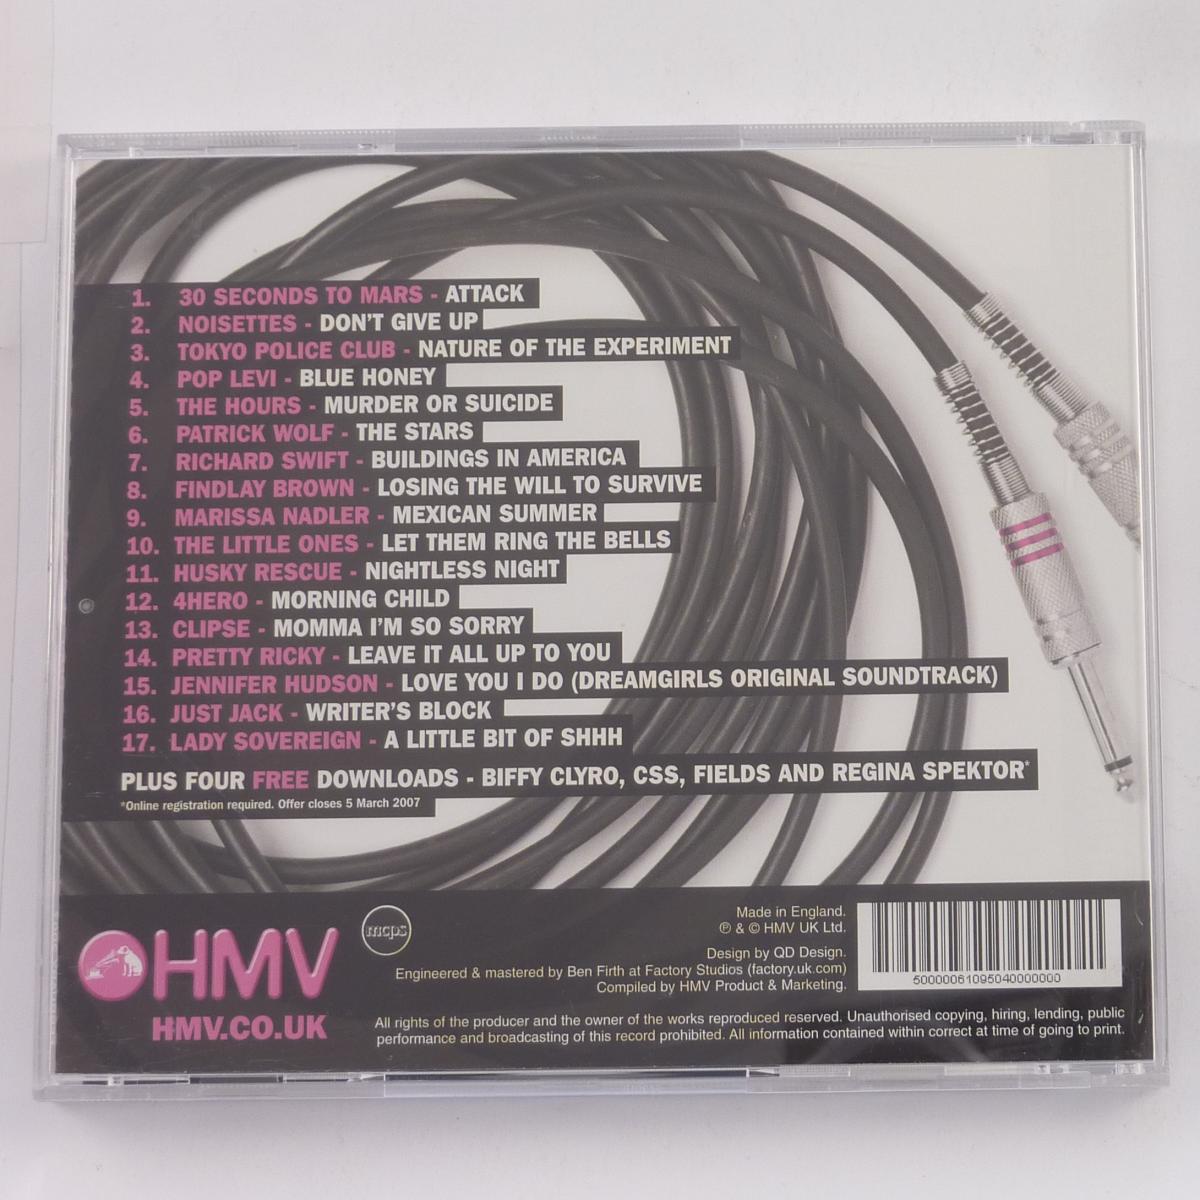 1. 30 SECONDS TO MARS - ATTACK
2. NOISETTES - DON'T GIVE UP
3. TOKYO POLICE CLUB - NATURE OF THE EXPERIMENT
4. POP LEVI - BLUE HONEY
5. THE HOURS - MURDER OR SUICIDE
6. PATRICK WOLF - THE STARS
7. RICHARD SWIFT - BUILDINGS IN AMERICA
8. FINDLAY BROWN - LOSING THE WILL TO SURVIVE
9. MARISSA NADLER - MEXICAN SUMMER
10. THE LITTLE ONES - LET THEM RING THE BELLS
11. HUSKY RESCUE - NIGHTLESS NIGHT
12. 4HERO - MORNING CHILD
13. CLIPSE - MOMMA I'M SO SORRY
14. PRETTY RICKY - LEAVE IT ALL UP TO YOU
15. JENNIFER HUDSON - LOVE YOU I DO (DREAMGIRLS ORIGINAL SOUNDTRACK)
16. JUST JACK - WRITER'S BLOCK
17. LADY SOVEREIGN - A LITTLE BIT OF SHHH
PLUS FOUR FREE DOWNLOADS - BIFFY CLYRO, CSS, FIELDS AND REGINA SPEKTOR*
*Online registration required. Offer closes 5 March 2007
HMV
HMV.CO.UK
mcps
Made in England.
℗ & © HMV UK Ltd.
Design by QD Design.
Engineered & mastered by Ben Firth at Factory Studios (factory.uk.com)
Compiled by HMV Product & Marketing.
50000061095040000000
All rights of the producer and the owner of the works reproduced reserved. Unauthorised copying, hiring, lending, public
performance and broadcasting of this record prohibited. All information contained within correct at time of going to print.